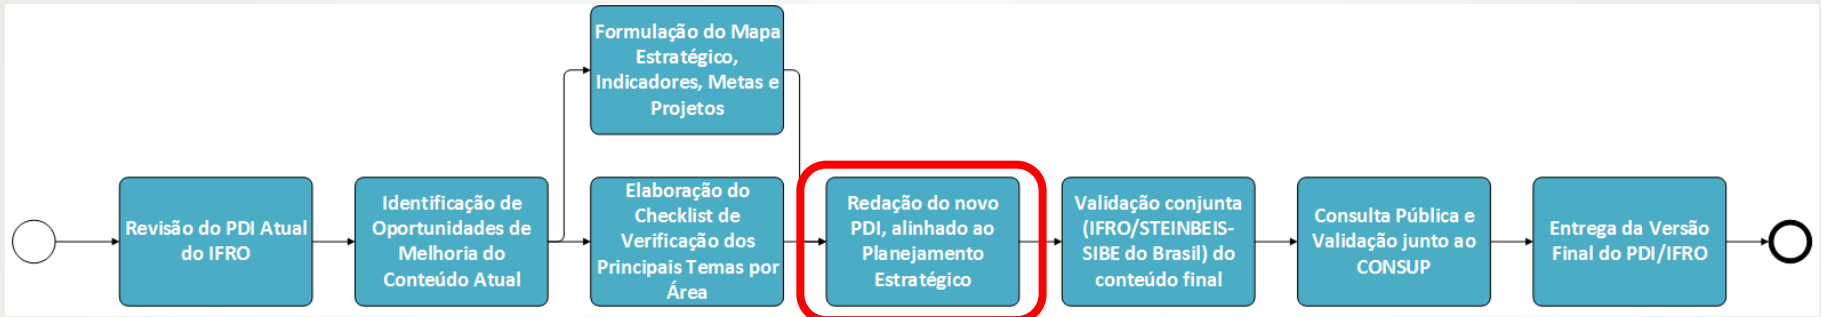 Revisão do PDI Atual
do IFRO
Identificação de
Oportunidades de
Melhoria do
Conteúdo Atual
Formulação do Mapa
Estratégico,
Indicadores, Metas e
Projetos
Elaboração do
Checklist de
Verificação dos
Principais Temas por
Área
Redação do novo
PDI, alinhado ao
Planejamento
Estratégico
Validação conjunta
(IFRO/STEINBEIS-
SIBE do Brasil) do
conteúdo final
Consulta Pública e
Validação junto ao
CONSUP
Entrega da Versão
Final do PDI/IFRO